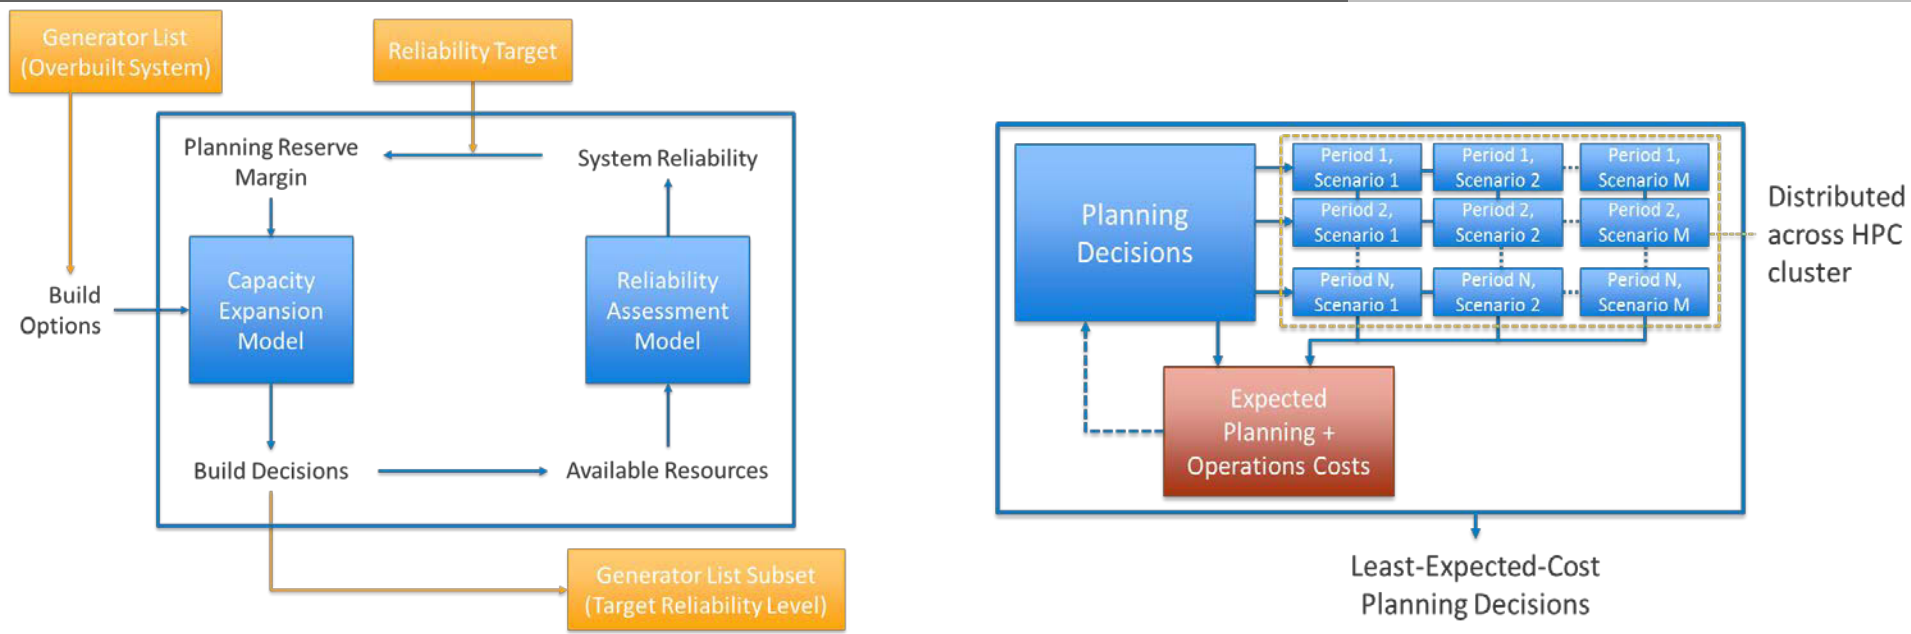 Generator List
(Overbuilt System)
Reliability Target
Planning Reserve
Margin
System Reliability
Capacity
Expansion
Model
Reliability
Assessment
Model
Build
Options
Build Decisions
Available Resources
Generator List Subset
(Target Reliability Level)
Planning
Decisions
Period 1,
Scenario 1
Period 1,
Scenario 2
Period 1,
Scenario M
Period 2,
Scenario 1
Period 2,
Scenario 2
Period 2,
Scenario M
Period N,
Scenario 1
Period N,
Scenario 2
Period N,
Scenario M
Distributed
across HPC
cluster
Expected
Planning +
Operations Costs
Least-Expected-Cost
Planning Decisions